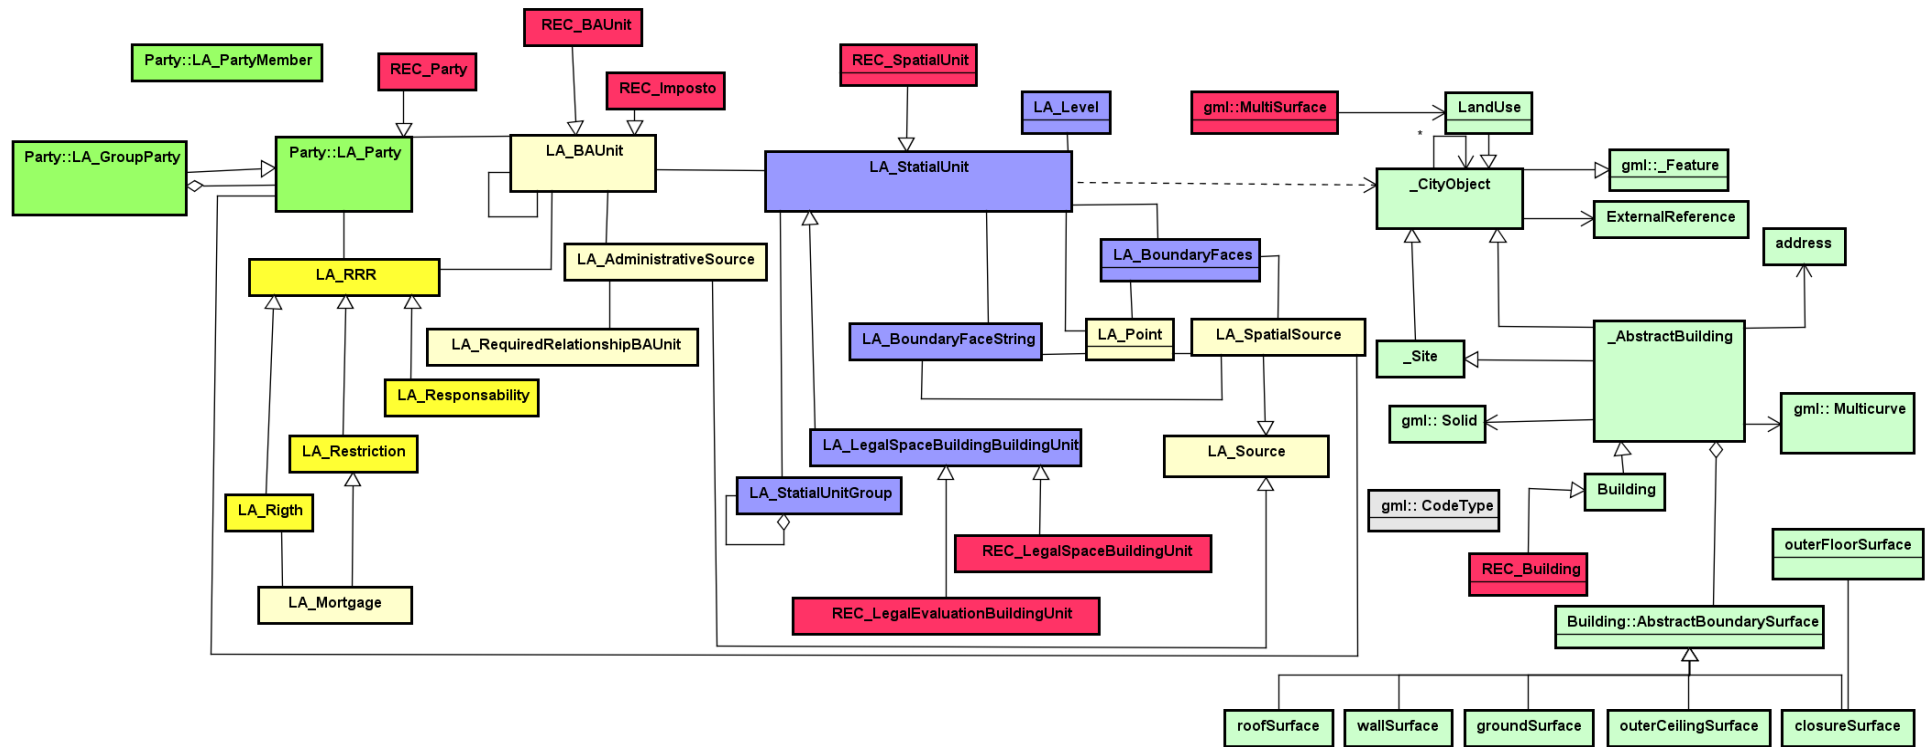 REC_BAUnit
Party::LA_PartyMember
REC_Party
REC_Imposto
REC_SpatialUnit
LA_Level
gml::MultiSurface
LandUse
*
Party::LA_GroupParty
Party::LA_Party
LA_BAUnit
LA_StatialUnit
_CityObject
gml::_Feature
ExternalReference
address
LA_RRR
LA_AdministrativeSource
LA_BoundaryFaces
LA_RequiredRelationshipBAUnit
LA_BoundaryFaceString
LA_Point
LA_SpatialSource
_Site
_AbstractBuilding
LA_Responsability
gml:: Solid
gml:: Multicurve
LA_Restriction
LA_LegalSpaceBuildingBuildingUnit
LA_Source
LA_Rigth
LA_StatialUnitGroup
gml:: CodeType
Building
REC_LegalSpaceBuildingUnit
outerFloorSurface
REC_Building
LA_Mortgage
REC_LegalEvaluationBuildingUnit
Building::AbstractBoundarySurface
roofSurface
wallSurface
groundSurface
outerCeilingSurface
closureSurface